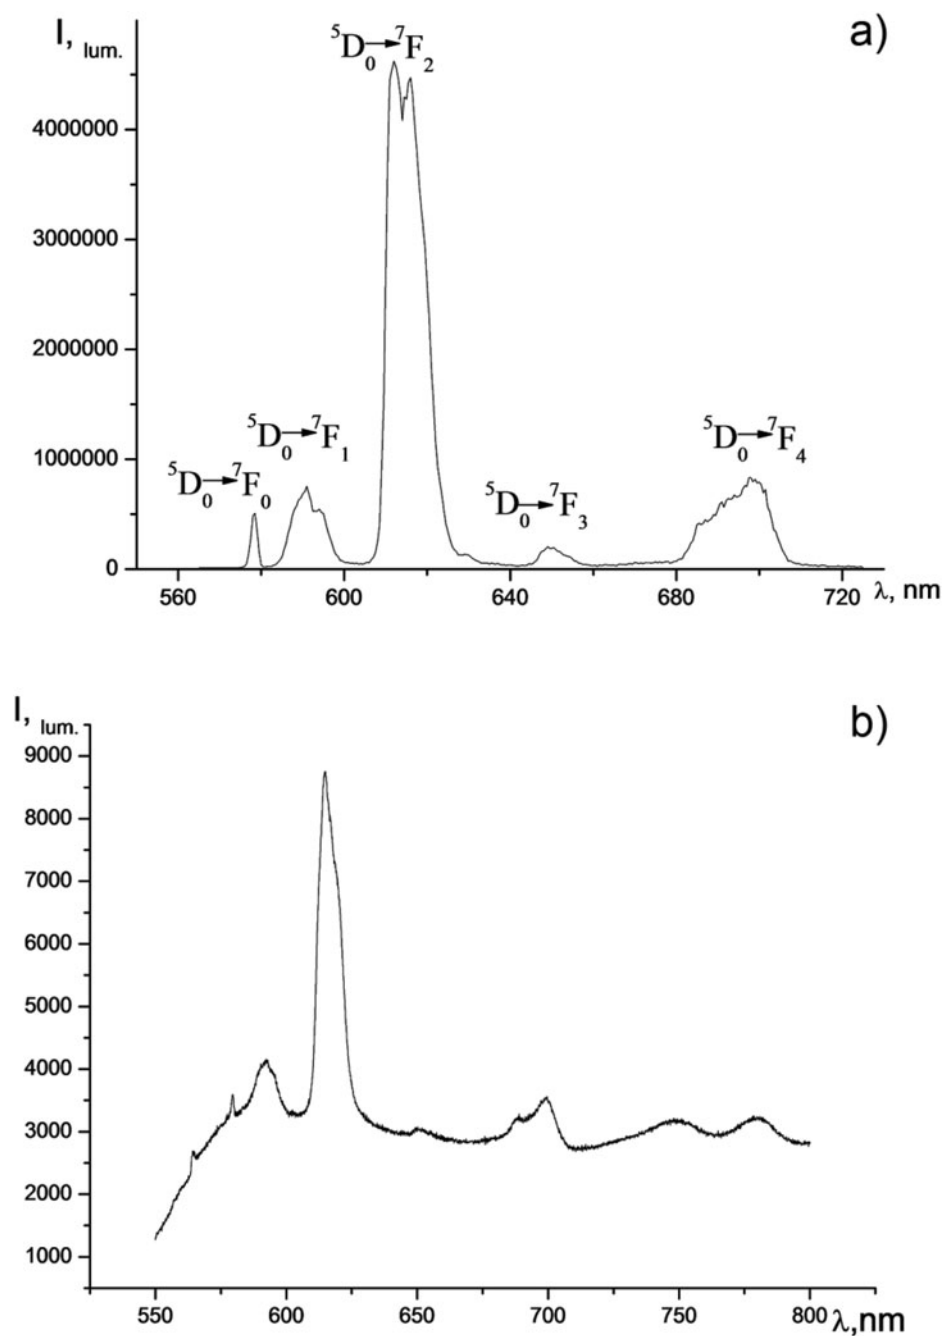 I, lum.
a)
⁵D₀→⁷F₂
4000000
3000000
2000000
⁵D₀→⁷F₁
⁵D₀→⁷F₄
1000000
⁵D₀→⁷F₀
⁵D₀→⁷F₃
0
560 600 640 680 720 λ, nm
I, lum.
b)
9000
8000
7000
6000
5000
4000
3000
2000
1000
550 600 650 700 750 800 λ,nm